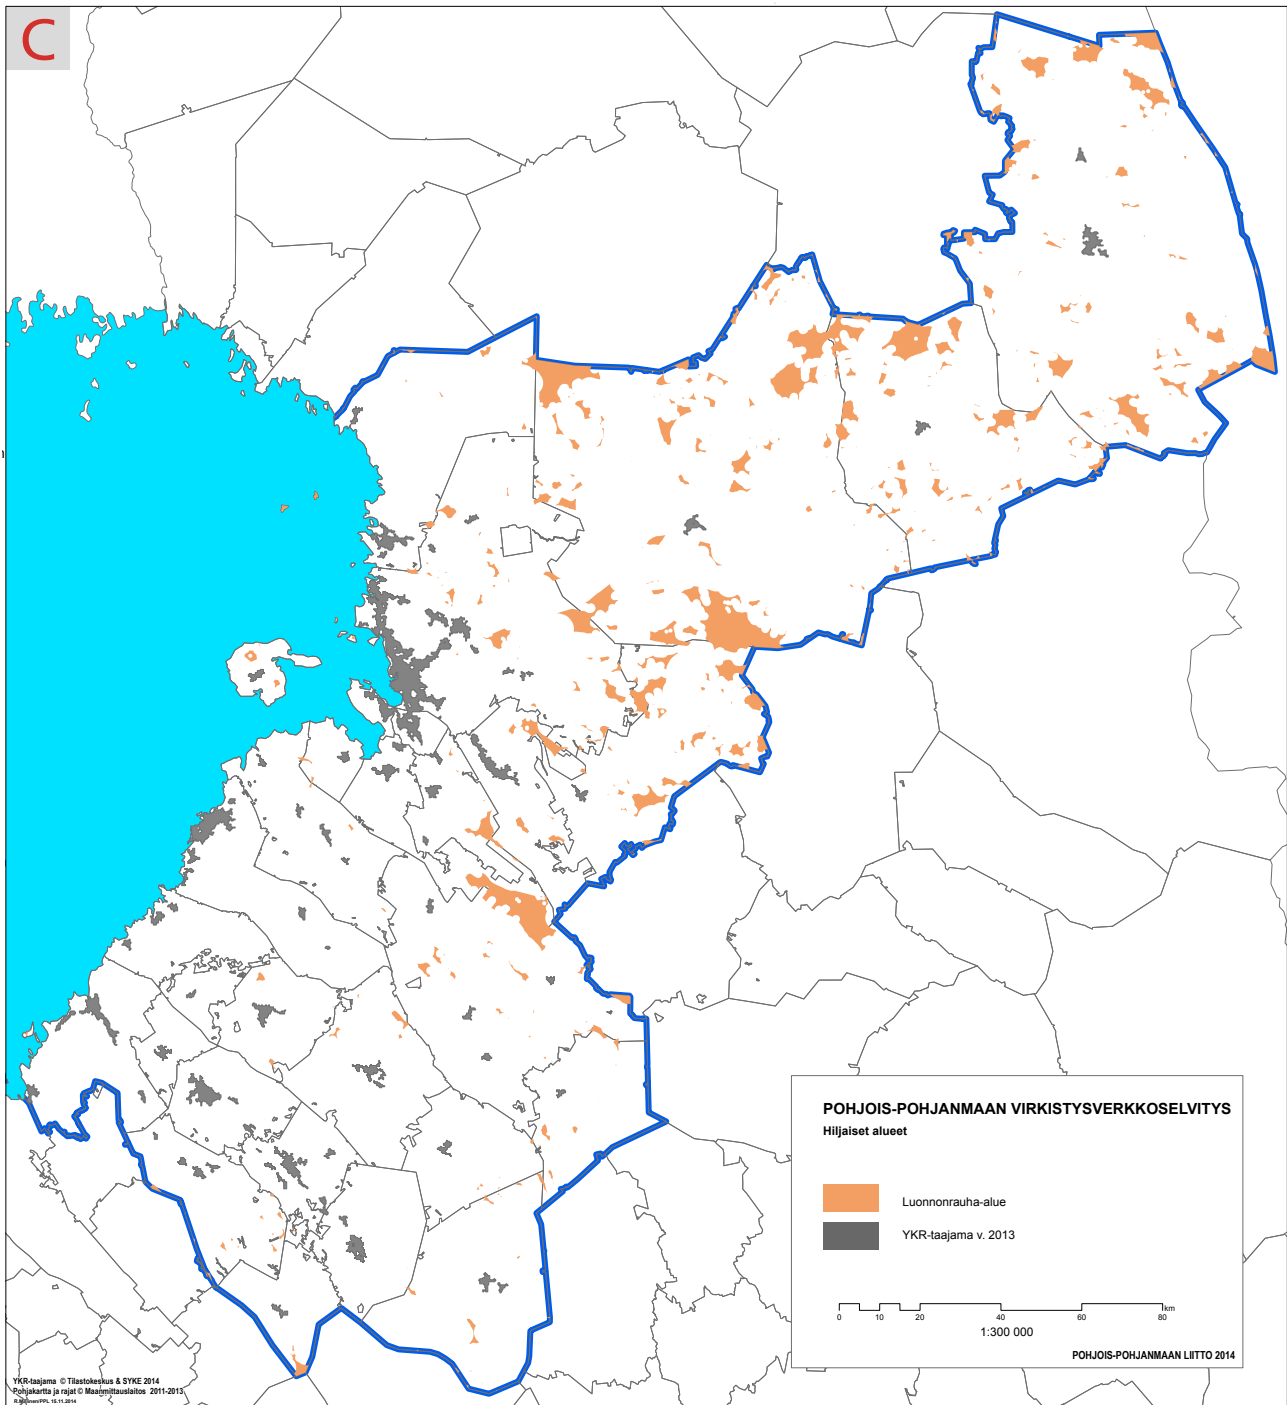 C
POHJOIS-POHJANMAAN VIRKISTYSVERKKOSELVITYS
Hiljaiset alueet
Luonnonrauha-alue
YKR-taajama v. 2013
km
0 10 20 40 60 80
1:300 000
POHJOIS-POHJANMAAN LIITTO 2014
YKR-taajama © Tilastokeskus & SYKE 2014
Pohjakartta ja rajat © Maanmittauslaitos 2011-2013